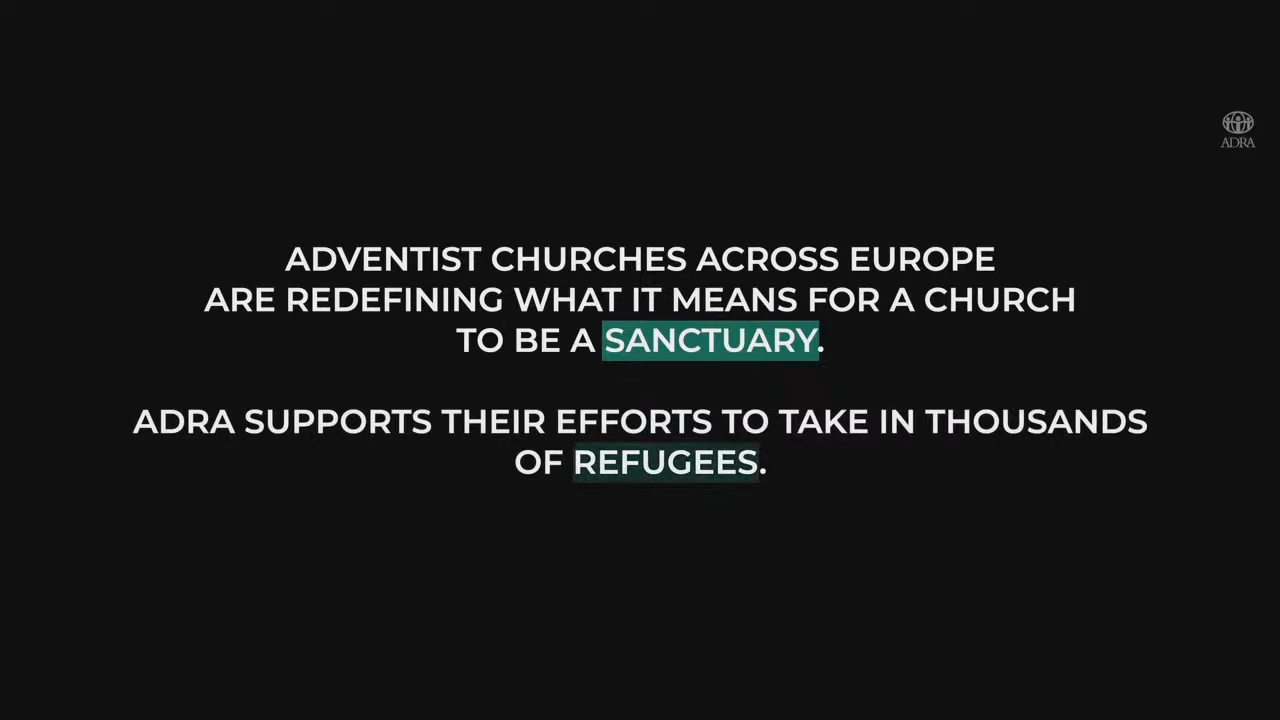 ADRA
ADVENTIST CHURCHES ACROSS EUROPE
ARE REDEFINING WHAT IT MEANS FOR A CHURCH
TO BE A SANCTUARY.
ADRA SUPPORTS THEIR EFFORTS TO TAKE IN THOUSANDS
OF REFUGEES.